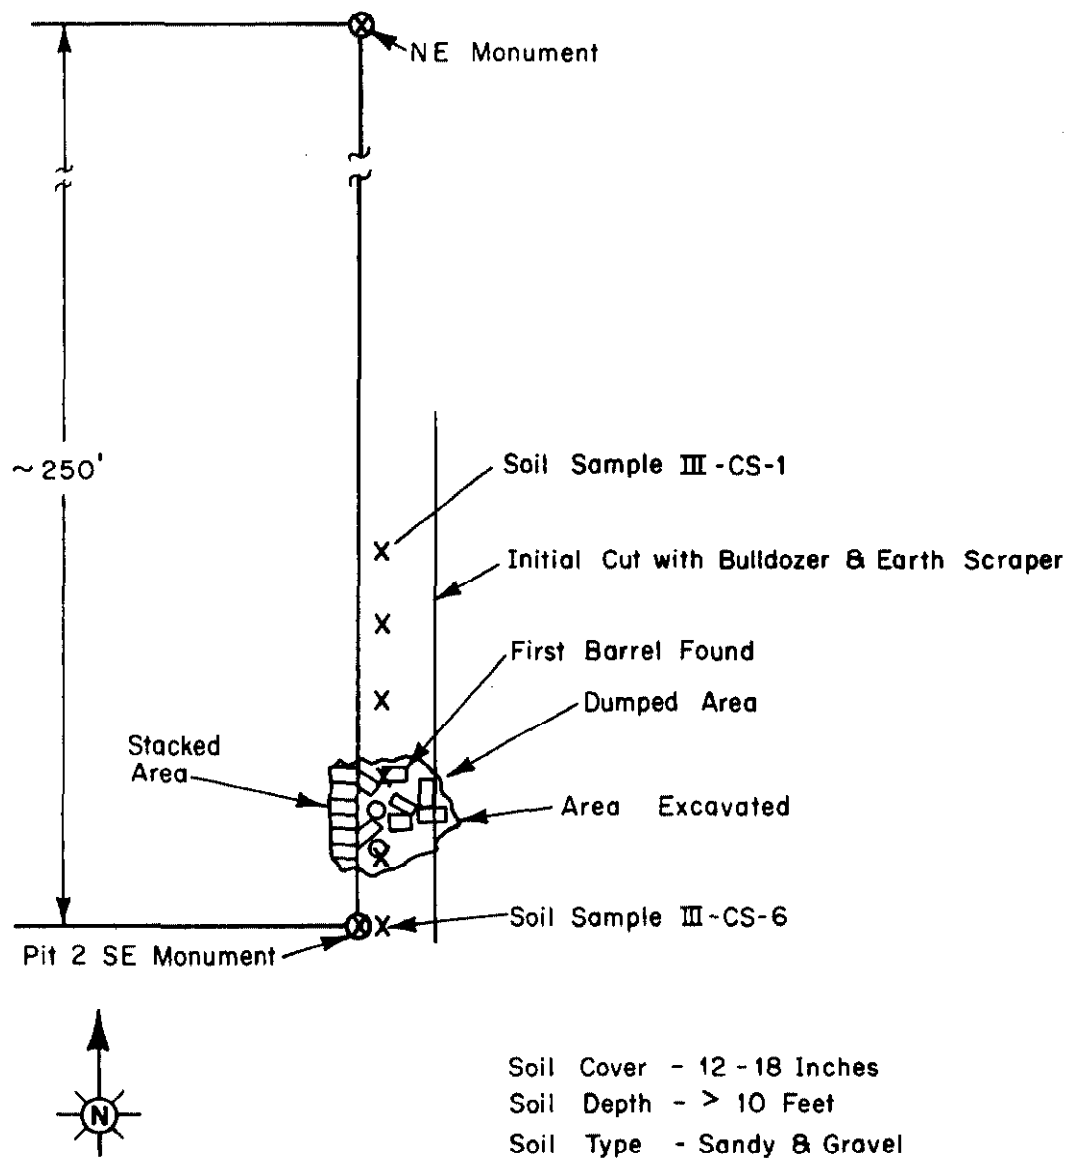 NE Monument
~250'
Soil Sample III-CS-1
Initial Cut with Bulldozer & Earth Scraper
First Barrel Found
Dumped Area
Stacked
Area
Area Excavated
Soil Sample III-CS-6
Pit 2 SE Monument
N
Soil Cover - 12-18 Inches
Soil Depth - > 10 Feet
Soil Type - Sandy & Gravel